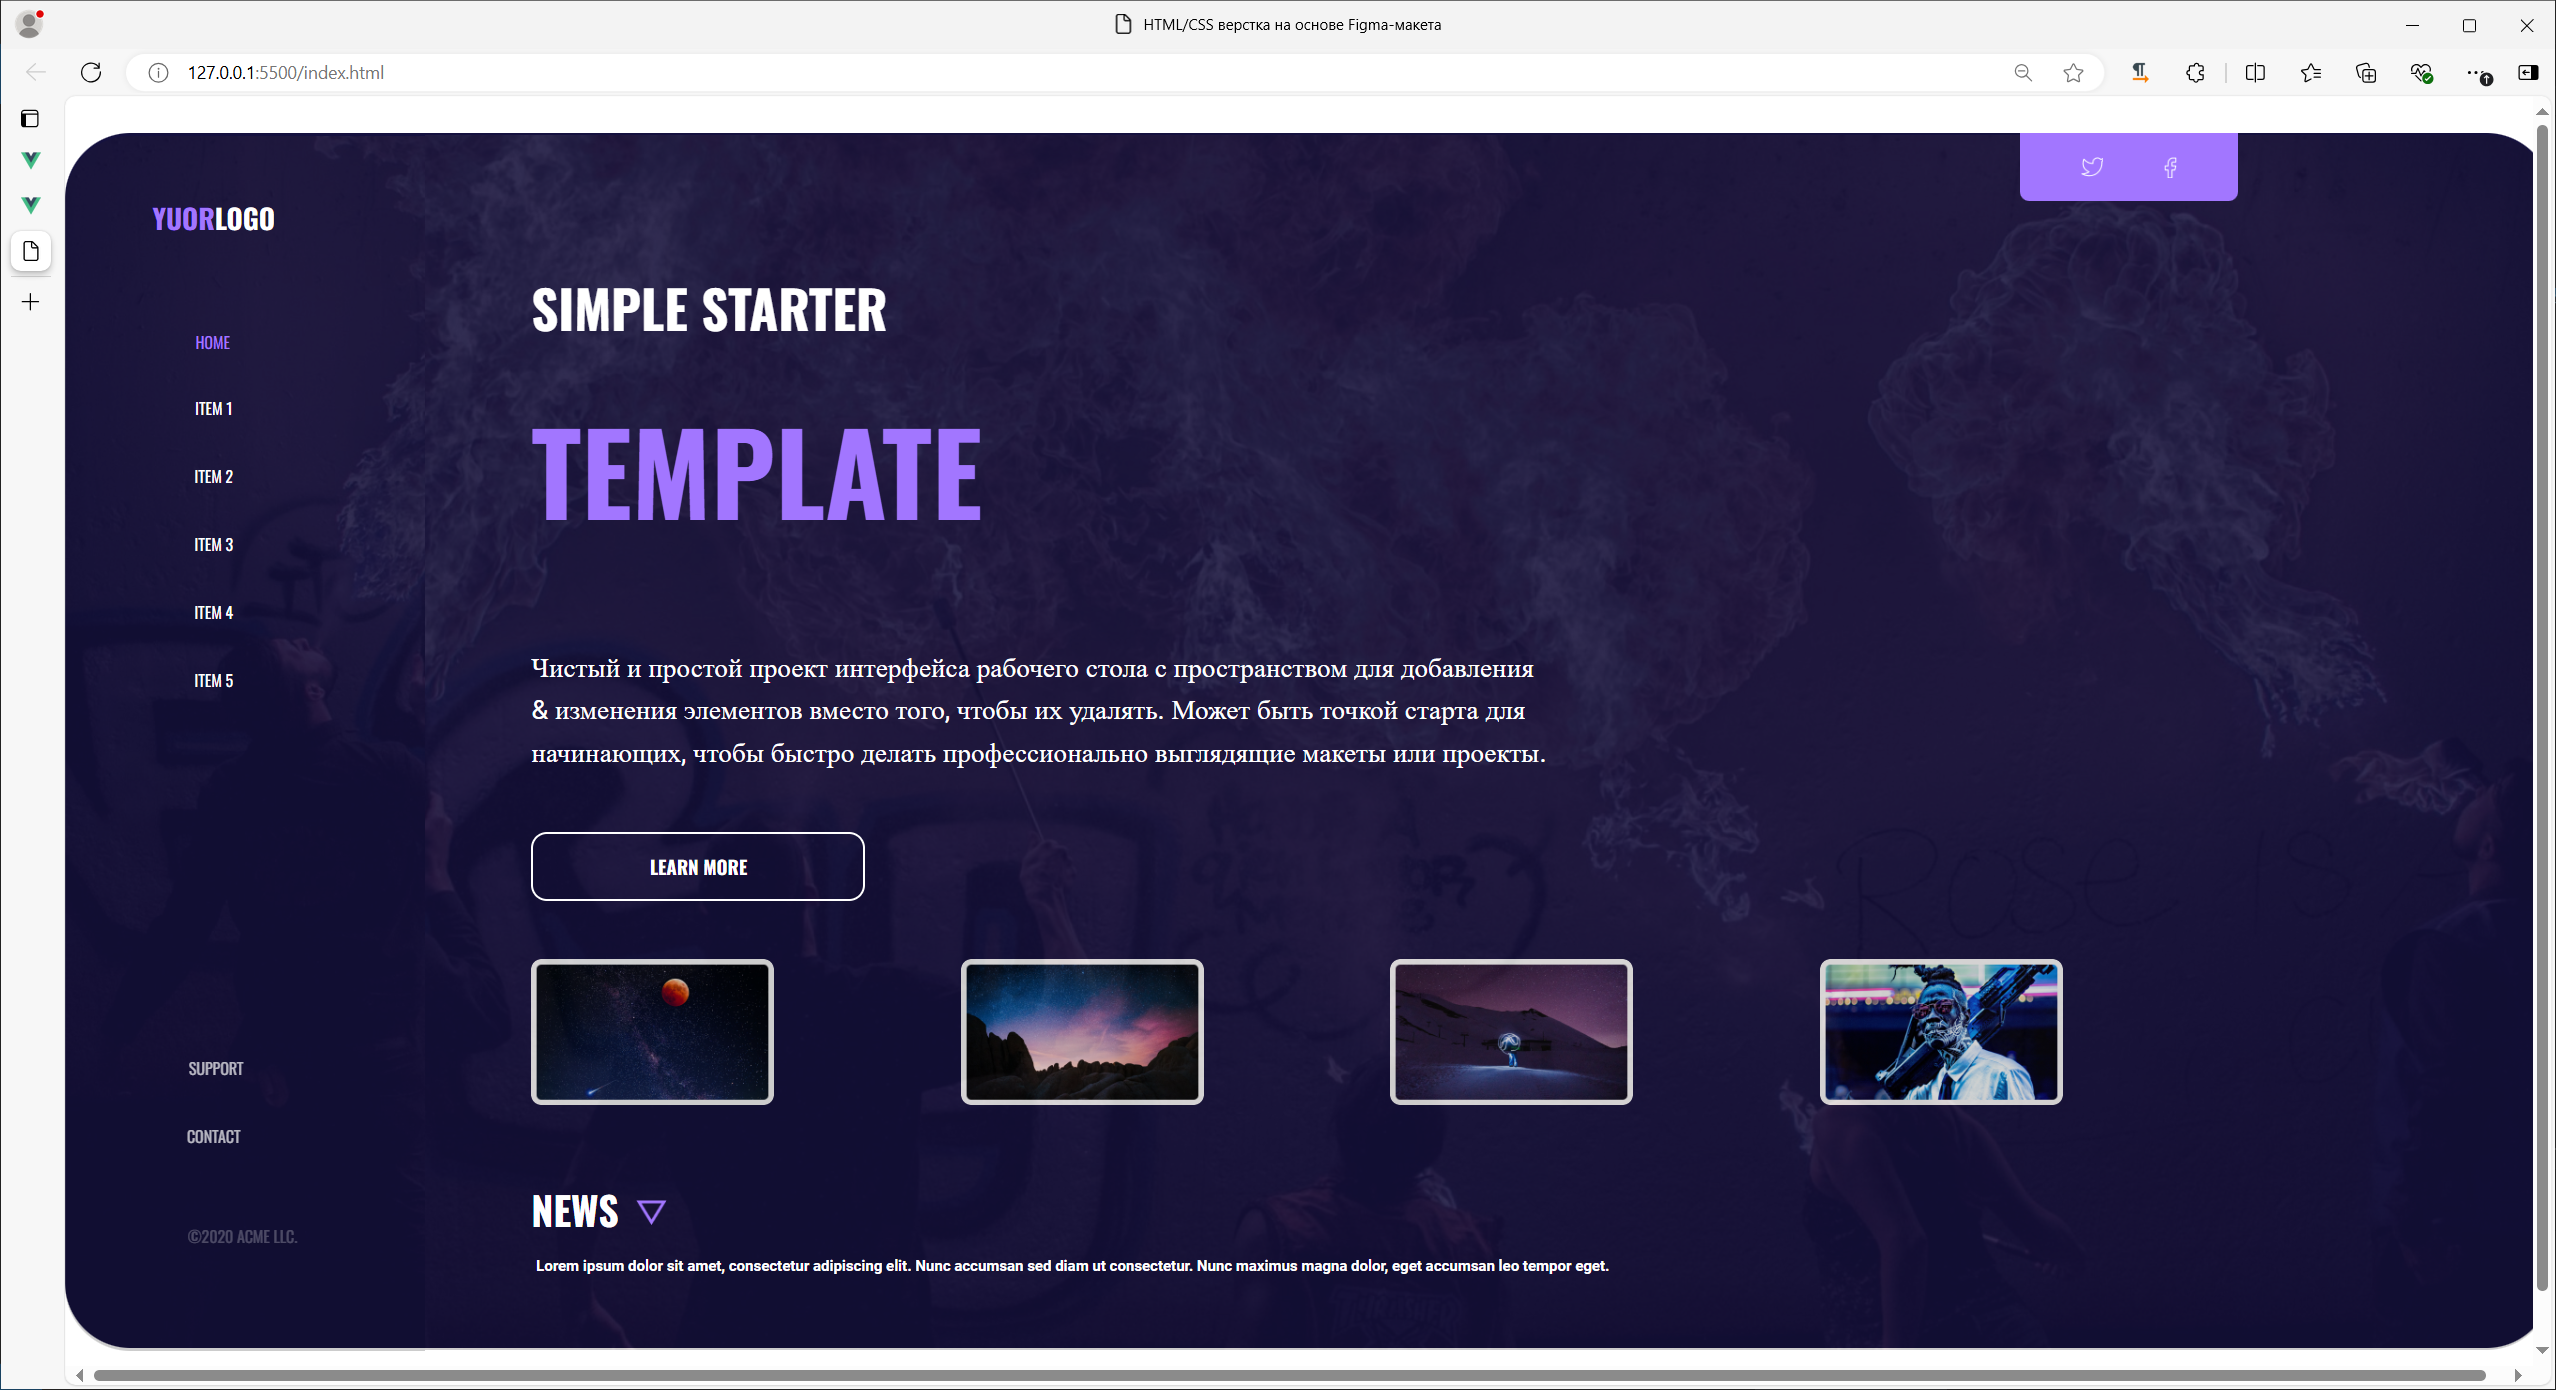 HTML/CSS верстка на основе Figma-макета
127.0.0.1:5500/index.html
YUORLOGO
HOME
ITEM 1
ITEM 2
ITEM 3
ITEM 4
ITEM 5
SUPPORT
CONTACT
©2020 ACME LLC.
SIMPLE STARTER
TEMPLATE
Чистый и простой проект интерфейса рабочего стола с пространством для добавления
& изменения элементов вместо того, чтобы их удалять. Может быть точкой старта для
начинающих, чтобы быстро делать профессионально выглядящие макеты или проекты.
LEARN MORE
Rose is
NEWS
Lorem ipsum dolor sit amet, consectetur adipiscing elit. Nunc accumsan sed diam ut consectetur. Nunc maximus magna dolor, eget accumsan leo tempor eget.
THRASHER